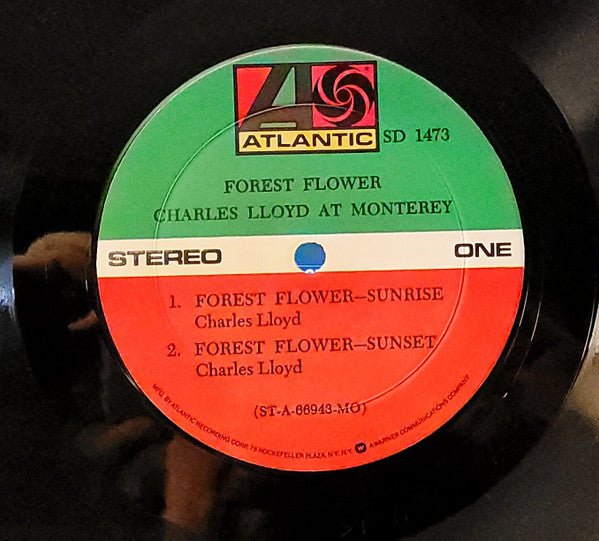 ATLANTIC
SD 1473
FOREST FLOWER
CHARLES LLOYD AT MONTEREY
STEREO
ONE
1. FOREST FLOWER—SUNRISE
Charles Lloyd
2. FOREST FLOWER—SUNSET
Charles Lloyd
(ST-A-66943-MO)
MFG. BY ATLANTIC RECORDING CORP. 75 ROCKEFELLER PLAZA, N.Y., N.Y. W A WARNER COMMUNICATIONS COMPANY